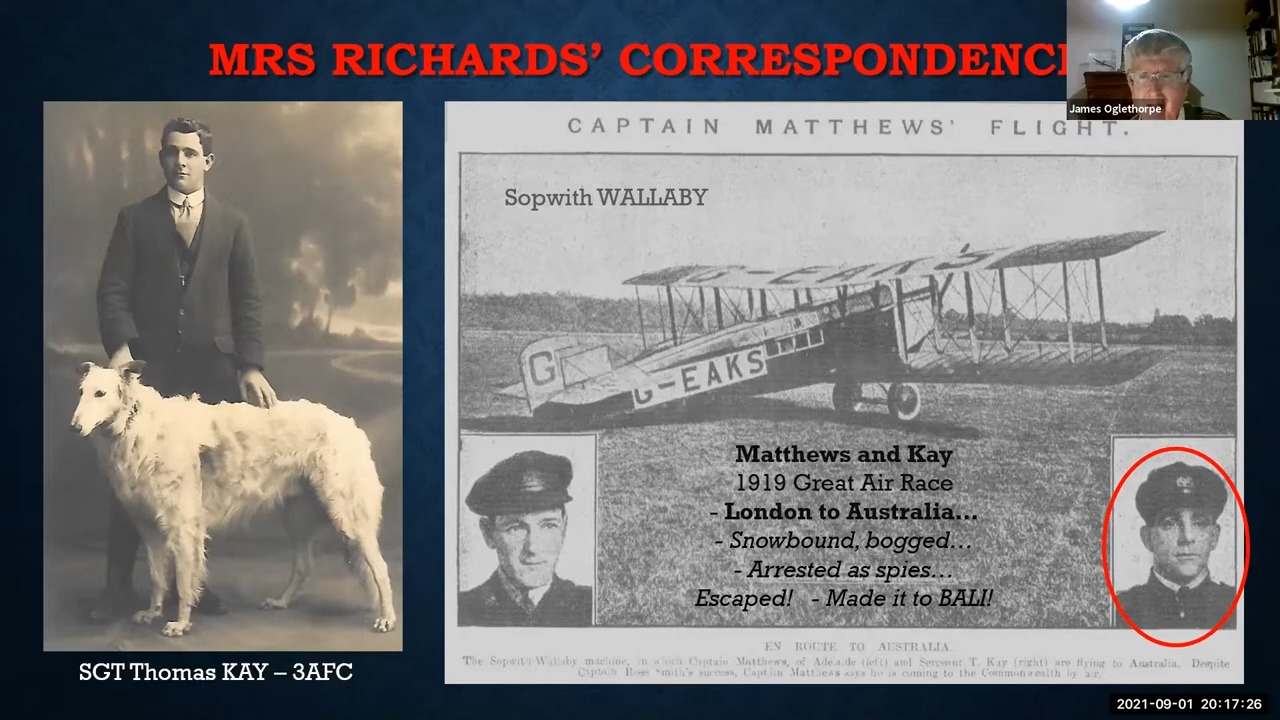 MRS RICHARDS' CORRESPONDENC
James Oglethorpe
CAPTAIN MATTHEWS' FLIGHT.
Sopwith WALLABY
G-EAKS
G
G-EAKS
Matthews and Kay
1919 Great Air Race
- London to Australia...
- Snowbound, bogged...
- Arrested as spies...
Escaped! - Made it to BALI!
EN ROUTE TO AUSTRALIA.
The Sopwith-Wallaby machine, in which Captain Matthews, of Adelaide (left) and Sergeant T. Kay (right) are flying to Australia. Despite
Captain Ross Smith's success, Captain Matthews says he is coming to the Commonwealth by air.
SGT Thomas KAY – 3AFC
2021-09-01 20:17:26